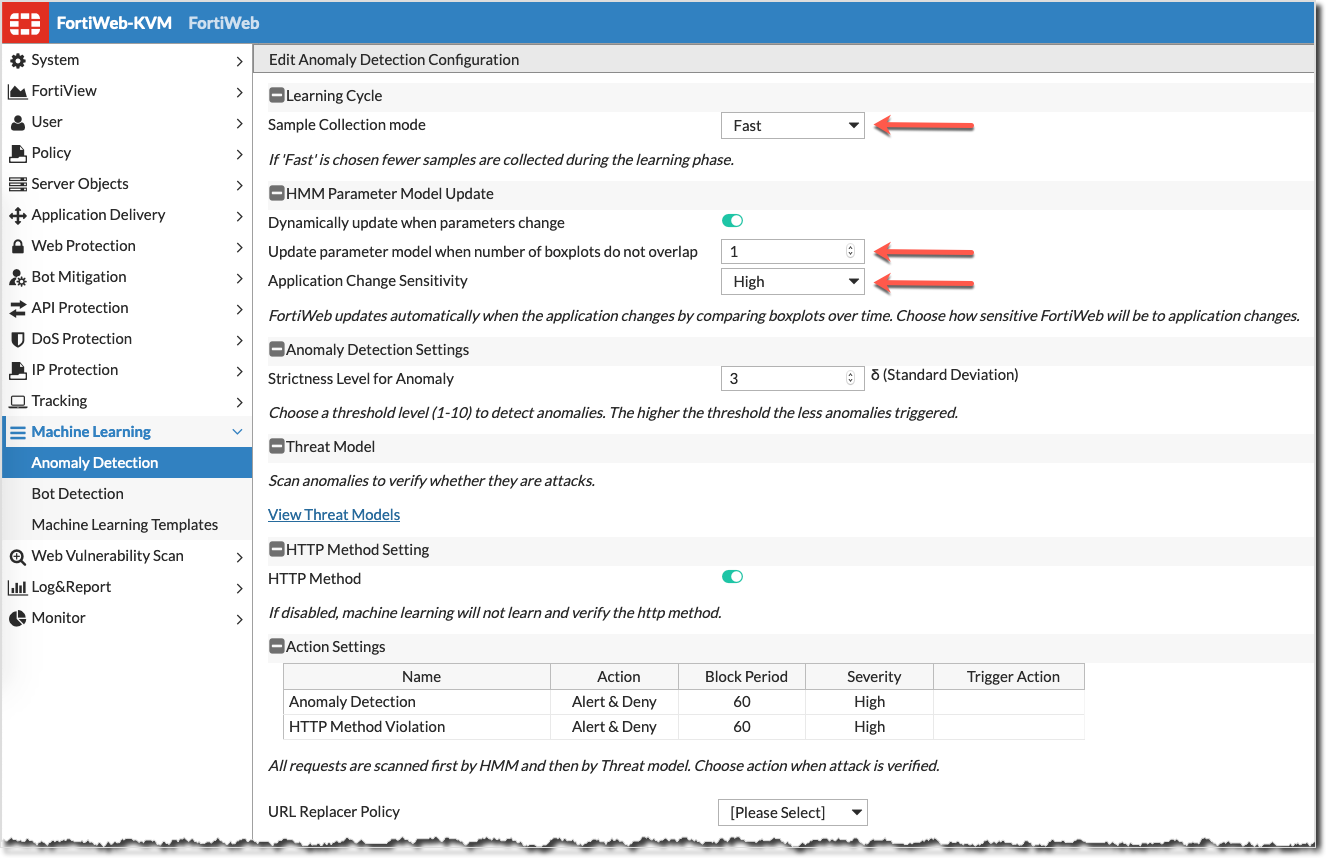 FortiWeb-KVM FortiWeb
System
FortiView
User
Policy
Server Objects
Application Delivery
Web Protection
Bot Mitigation
API Protection
DoS Protection
IP Protection
Tracking
Machine Learning
Anomaly Detection
Bot Detection
Machine Learning Templates
Web Vulnerability Scan
Log&Report
Monitor
Edit Anomaly Detection Configuration
Learning Cycle
Sample Collection mode Fast
If 'Fast' is chosen fewer samples are collected during the learning phase.
HMM Parameter Model Update
Dynamically update when parameters change
Update parameter model when number of boxplots do not overlap 1
Application Change Sensitivity High
FortiWeb updates automatically when the application changes by comparing boxplots over time. Choose how sensitive FortiWeb will be to application changes.
Anomaly Detection Settings
Strictness Level for Anomaly 3 δ (Standard Deviation)
Choose a threshold level (1-10) to detect anomalies. The higher the threshold the less anomalies triggered.
Threat Model
Scan anomalies to verify whether they are attacks.
View Threat Models
HTTP Method Setting
HTTP Method
If disabled, machine learning will not learn and verify the http method.
Action Settings
Name Action Block Period Severity Trigger Action
Anomaly Detection Alert & Deny 60 High
HTTP Method Violation Alert & Deny 60 High
All requests are scanned first by HMM and then by Threat model. Choose action when attack is verified.
URL Replacer Policy [Please Select]